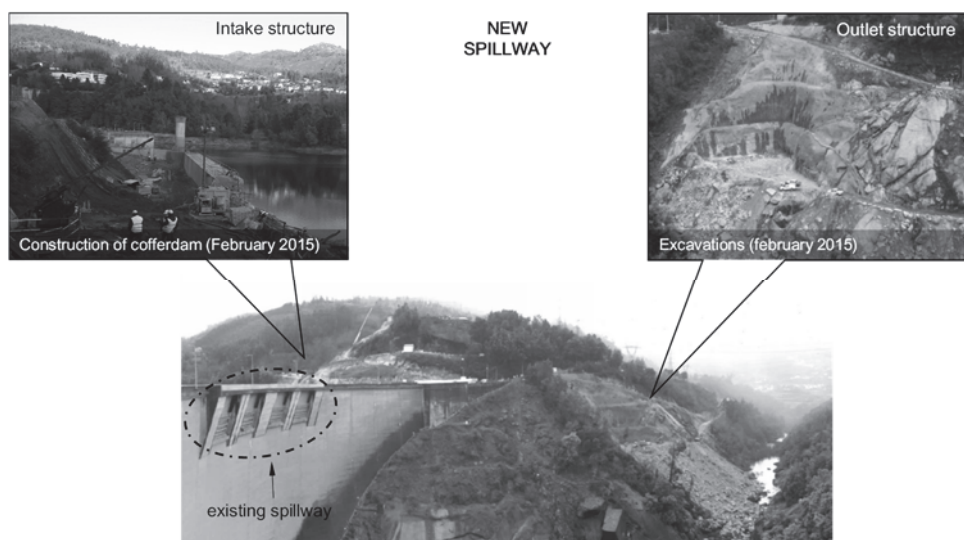 Intake structure
NEW
SPILLWAY
Outlet structure
Construction of cofferdam (February 2015)
Excavations (february 2015)
existing spillway